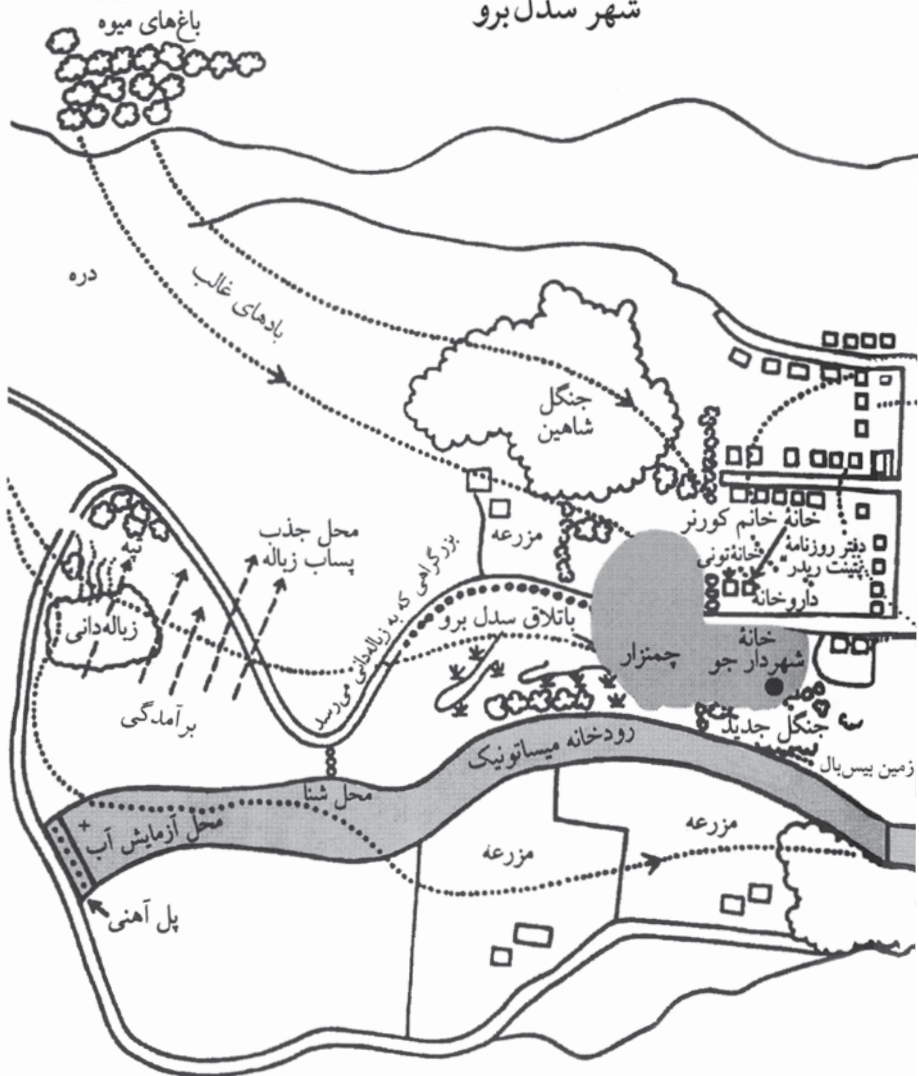 شهر سدل‌برو
باغ‌های میوه
دره
بادهای غالب
جنگل
شاهین
محل جذب
پساب زباله
تپه
زباله‌دانی
برآمدگی
بزرگراهی که به زباله‌دانی می‌رسد
مزرعه
خانهٔ خانم کورنر
خانهٔ تونی
دفتر روزنامهٔ
پتینت ریدر
داروخانه
باتلاق سدل برو
چمنزار
خانهٔ
شهردار جو
جنگل جدید
زمین بیس‌بال
رودخانه میساتونیک
محل شنا
محل آزمایش آب
پل آهنی
مزرعه
مزرعه